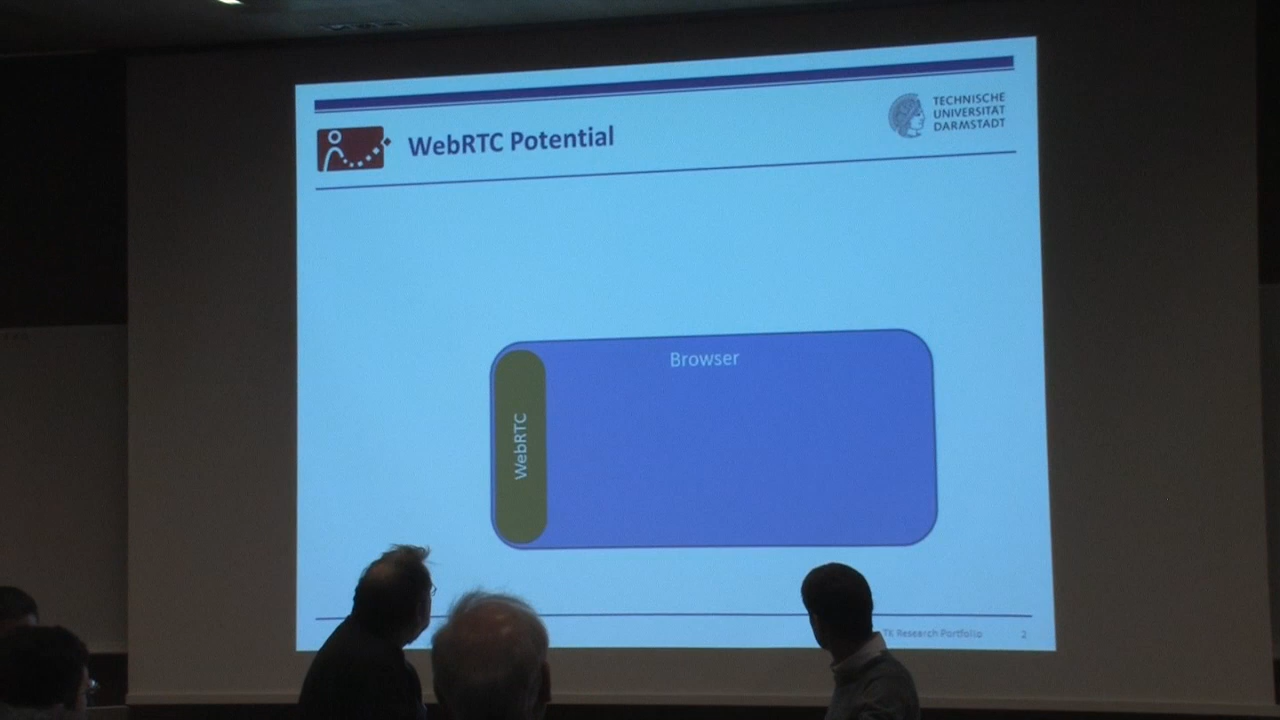 WebRTC Potential
TECHNISCHE
UNIVERSITÄT
DARMSTADT
Browser
WebRTC
TK Research Portfolio
2